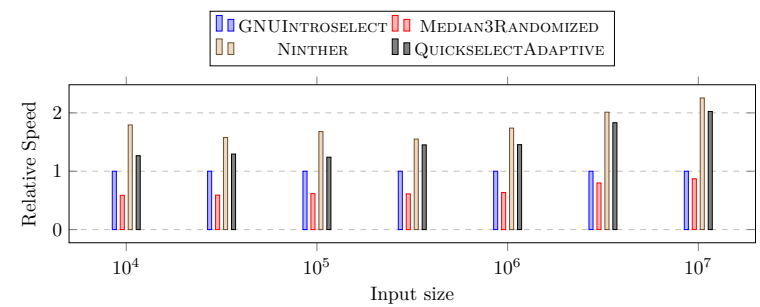 GNUIntroselect Median3Randomized
Ninther QuickselectAdaptive
2
1
0
Relative Speed
10^4 10^5 10^6 10^7
Input size